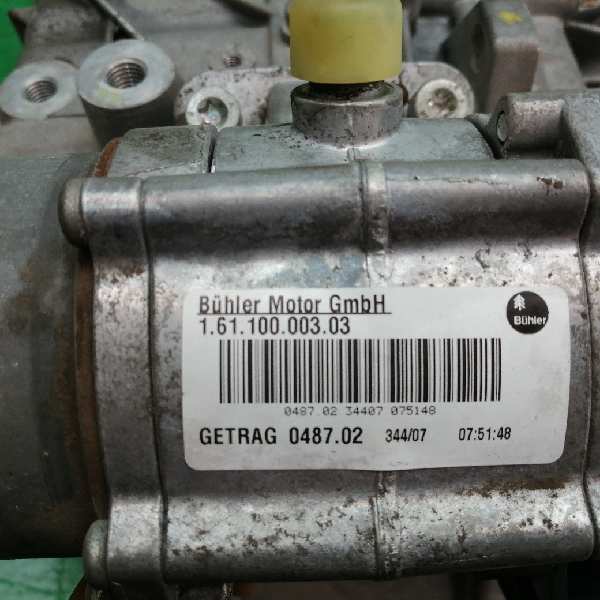 Bühler Motor GmbH
1.61.100.003.03
Bühler
0487.02 34407 075148
GETRAG 0487.02 344/07 07:51:48